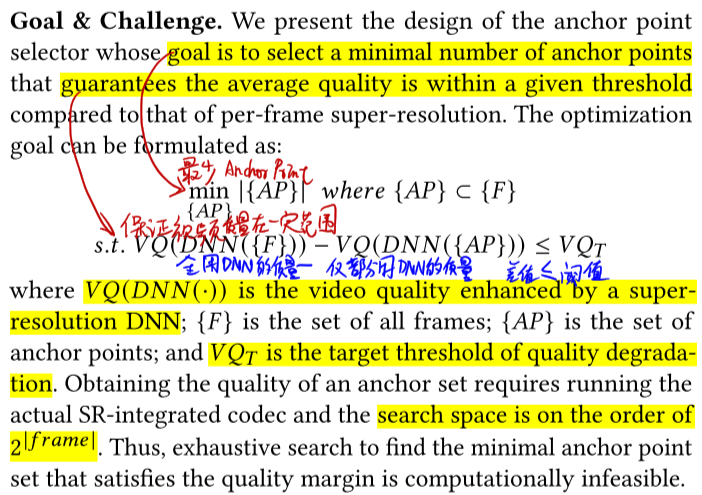 Goal & Challenge. We present the design of the anchor point
selector whose goal is to select a minimal number of anchor points
that guarantees the average quality is within a given threshold
compared to that of per-frame super-resolution. The optimization
goal can be formulated as:
最少 Anchor Point
min |{AP}| where {AP} ⊂ {F}
{AP}
保证视频质量在一定范围
s.t. VQ(DNN({F})) − VQ(DNN({AP})) ≤ VQ_T
全用DNN的质量 — 仅部分用DNN的质量 差值 ≤ 阈值
where VQ(DNN(·)) is the video quality enhanced by a super-
resolution DNN; {F} is the set of all frames; {AP} is the set of
anchor points; and VQ_T is the target threshold of quality degrada-
tion. Obtaining the quality of an anchor set requires running the
actual SR-integrated codec and the search space is on the order of
2^|frame|. Thus, exhaustive search to find the minimal anchor point
set that satisfies the quality margin is computationally infeasible.